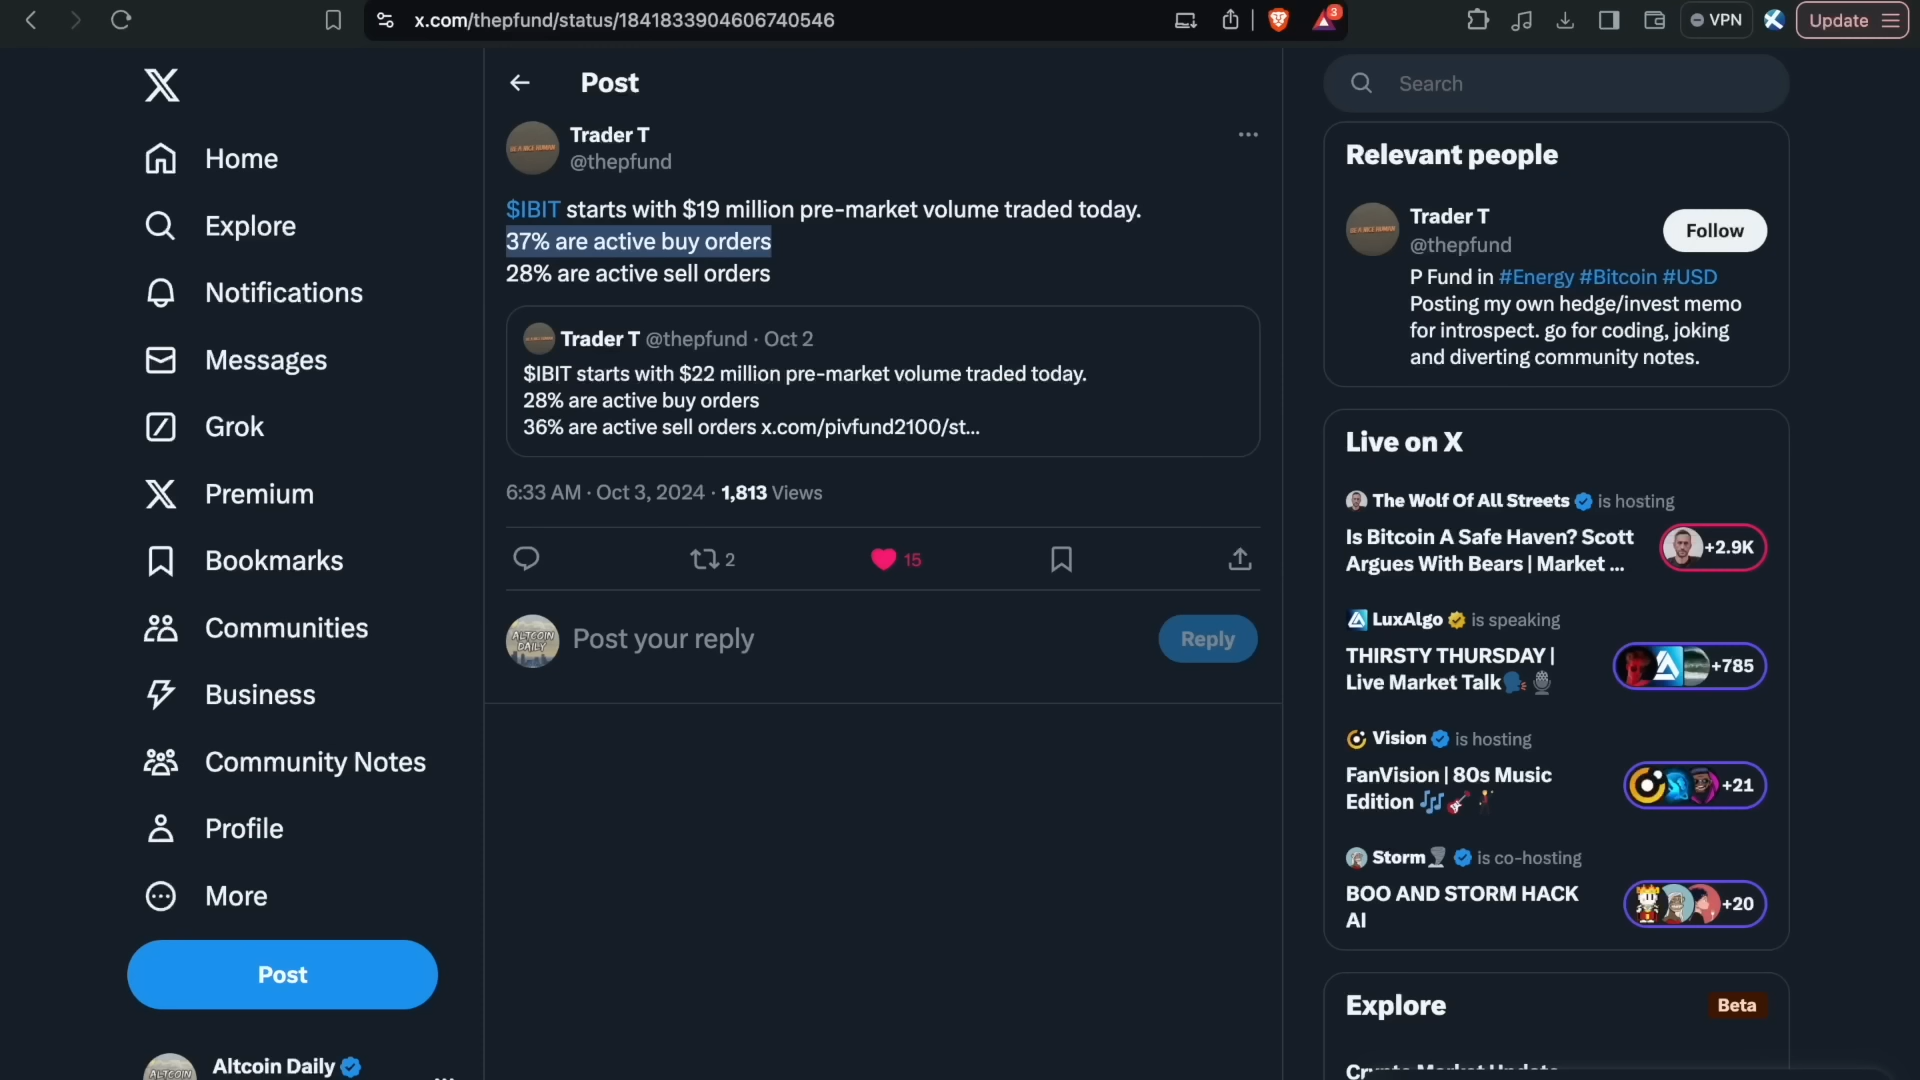 x.com/thepfund/status/1841833904606740546
3
VPN
Update
Home
Explore
Notifications
Messages
Grok
Premium
Bookmarks
Communities
Business
Community Notes
Profile
More
Post
Altcoin Daily
Post
Trader T
@thepfund
$IBIT starts with $19 million pre-market volume traded today.
37% are active buy orders
28% are active sell orders
Trader T @thepfund · Oct 2
$IBIT starts with $22 million pre-market volume traded today.
28% are active buy orders
36% are active sell orders x.com/pivfund2100/st...
6:33 AM · Oct 3, 2024 · 1,813 Views
2
15
ALTCOIN
DAILY
Post your reply
Reply
Search
Relevant people
Trader T
@thepfund
Follow
P Fund in #Energy #Bitcoin #USD
Posting my own hedge/invest memo
for introspect. go for coding, joking
and diverting community notes.
Live on X
The Wolf Of All Streets is hosting
Is Bitcoin A Safe Haven? Scott
Argues With Bears | Market ...
+2.9K
LuxAlgo is speaking
THIRSTY THURSDAY |
Live Market Talk
+785
Vision is hosting
FanVision | 80s Music
Edition
+21
Storm is co-hosting
BOO AND STORM HACK
AI
+20
Explore
Beta